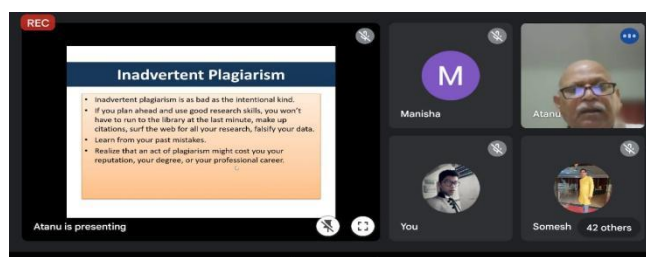 REC
Inadvertent Plagiarism
• Inadvertent plagiarism is as bad as the intentional kind.
• If you plan ahead and use good research skills, you won't
have to run to the library at the last minute, make up
citations, surf the web for all your research, falsify your data.
• Learn from your past mistakes.
• Realize that an act of plagiarism might cost you your
reputation, your degree, or your professional career.
Atanu is presenting
M
Manisha
Atanu
You
Somesh
42 others